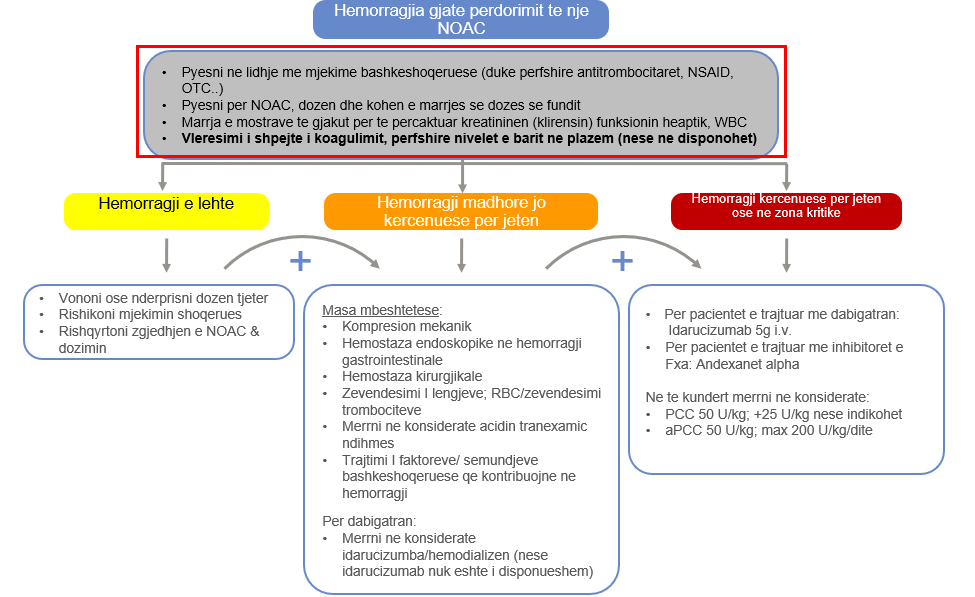 Hemorragjia gjate perdorimit te nje
NOAC
• Pyesni ne lidhje me mjekime bashkeshoqeruese (duke perfshire antitrombocitaret, NSAID,
OTC..)
• Pyesni per NOAC, dozen dhe kohen e marrjes se dozes se fundit
• Marrja e mostrave te gjakut per te percaktuar kreatininen (klirensin) funksionin heaptik, WBC
• Vleresimi i shpejte i koagulimit, perfshire nivelet e barit ne plazem (nese ne disponohet)
Hemorragji e lehte
Hemorragji madhore jo
kercenuese per jeten
Hemorragji kercenuese per jeten
ose ne zona kritike
+
+
• Vononi ose nderprisni dozen tjeter
• Rishikoni mjekimin shoqerues
• Rishqyrtoni zgjedhjen e NOAC &
dozimin
Masa mbeshtetese:
• Kompresion mekanik
• Hemostaza endoskopike ne hemorragji
gastrointestinale
• Hemostaza kirurgjikale
• Zevendesimi I lengjeve; RBC/zevendesimi
trombociteve
• Merrni ne konsiderate acidin tranexamic
ndihmes
• Trajtimi I faktoreve/ semundjeve
bashkeshoqeruese qe kontribuojne ne
hemorragji
Per dabigatran:
• Merrni ne konsiderate
idarucizumba/hemodializen (nese
idarucizumab nuk eshte i disponueshem)
• Per pacientet e trajtuar me dabigatran:
Idarucizumab 5g i.v.
• Per pacientet e trajtuar me inhibitoret e
Fxa: Andexanet alpha
Ne te kundert merrni ne konsiderate:
• PCC 50 U/kg; +25 U/kg nese indikohet
• aPCC 50 U/kg; max 200 U/kg/dite